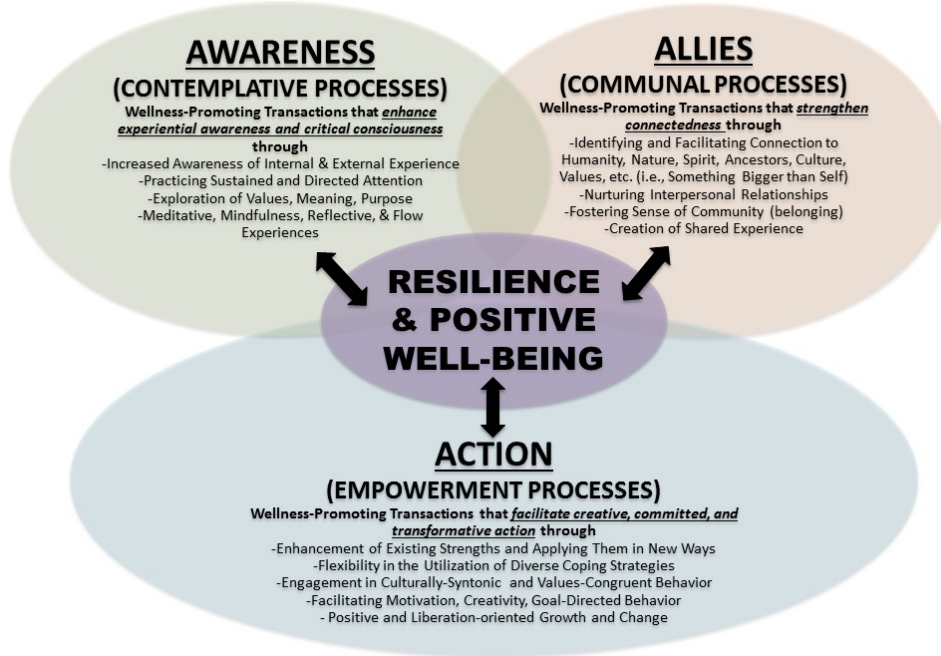 AWARENESS
(CONTEMPLATIVE PROCESSES)
Wellness-Promoting Transactions that enhance
experiential awareness and critical consciousness
through
-Increased Awareness of Internal & External Experience
-Practicing Sustained and Directed Attention
-Exploration of Values, Meaning, Purpose
-Meditative, Mindfulness, Reflective, & Flow
Experiences
ALLIES
(COMMUNAL PROCESSES)
Wellness-Promoting Transactions that strengthen
connectedness through
-Identifying and Facilitating Connection to
Humanity, Nature, Spirit, Ancestors, Culture,
Values, etc. (i.e., Something Bigger than Self)
-Nurturing Interpersonal Relationships
-Fostering Sense of Community (belonging)
-Creation of Shared Experience
RESILIENCE
& POSITIVE
WELL-BEING
ACTION
(EMPOWERMENT PROCESSES)
Wellness-Promoting Transactions that facilitate creative, committed, and
transformative action through
-Enhancement of Existing Strengths and Applying Them in New Ways
-Flexibility in the Utilization of Diverse Coping Strategies
-Engagement in Culturally-Syntonic and Values-Congruent Behavior
-Facilitating Motivation, Creativity, Goal-Directed Behavior
- Positive and Liberation-oriented Growth and Change